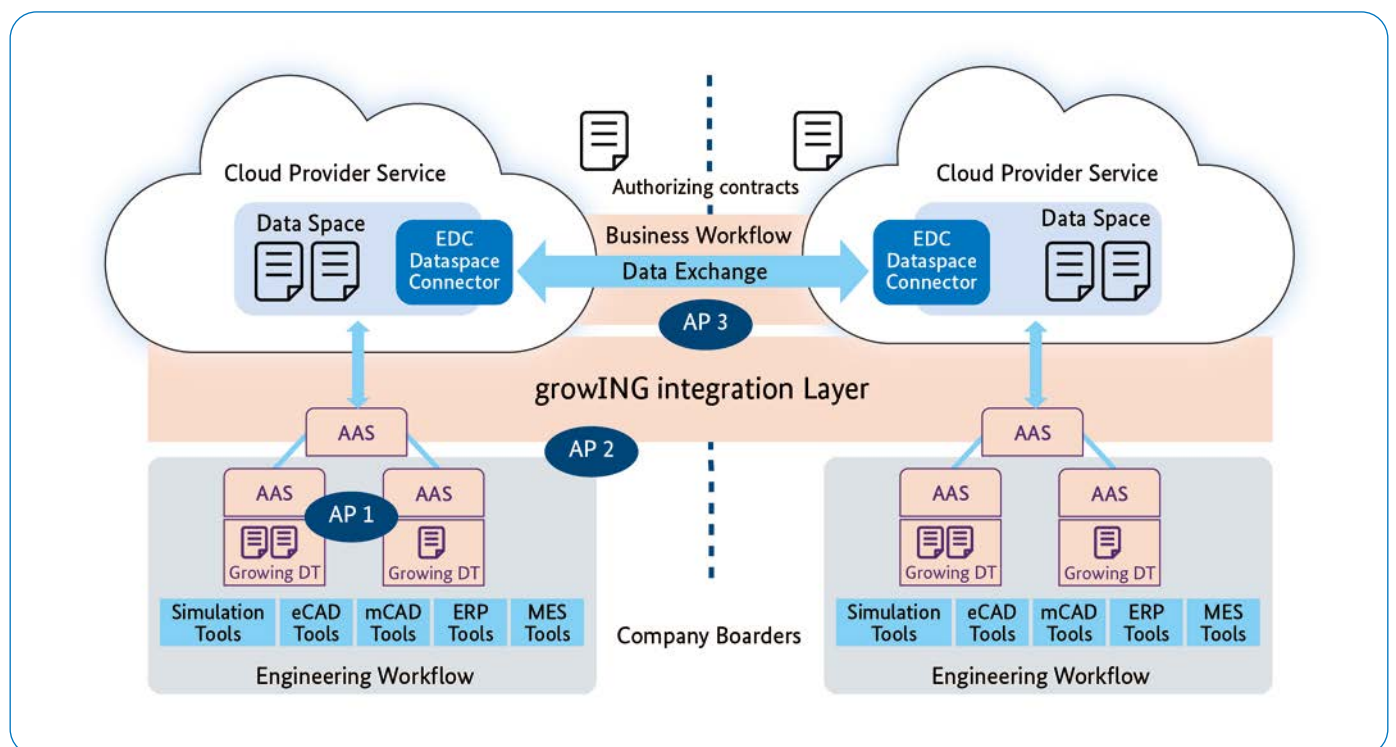 Cloud Provider Service
Data Space
EDC
Dataspace
Connector
Authorizing contracts
Business Workflow
Data Exchange
AP 3
Cloud Provider Service
Data Space
EDC
Dataspace
Connector
growING integration Layer
AAS
AP 2
AAS
AAS
AAS
AP 1
Growing DT
Growing DT
Simulation
Tools
eCAD
Tools
mCAD
Tools
ERP
Tools
MES
Tools
Engineering Workflow
Company Boarders
AAS
AAS
Growing DT
Growing DT
Simulation
Tools
eCAD
Tools
mCAD
Tools
ERP
Tools
MES
Tools
Engineering Workflow